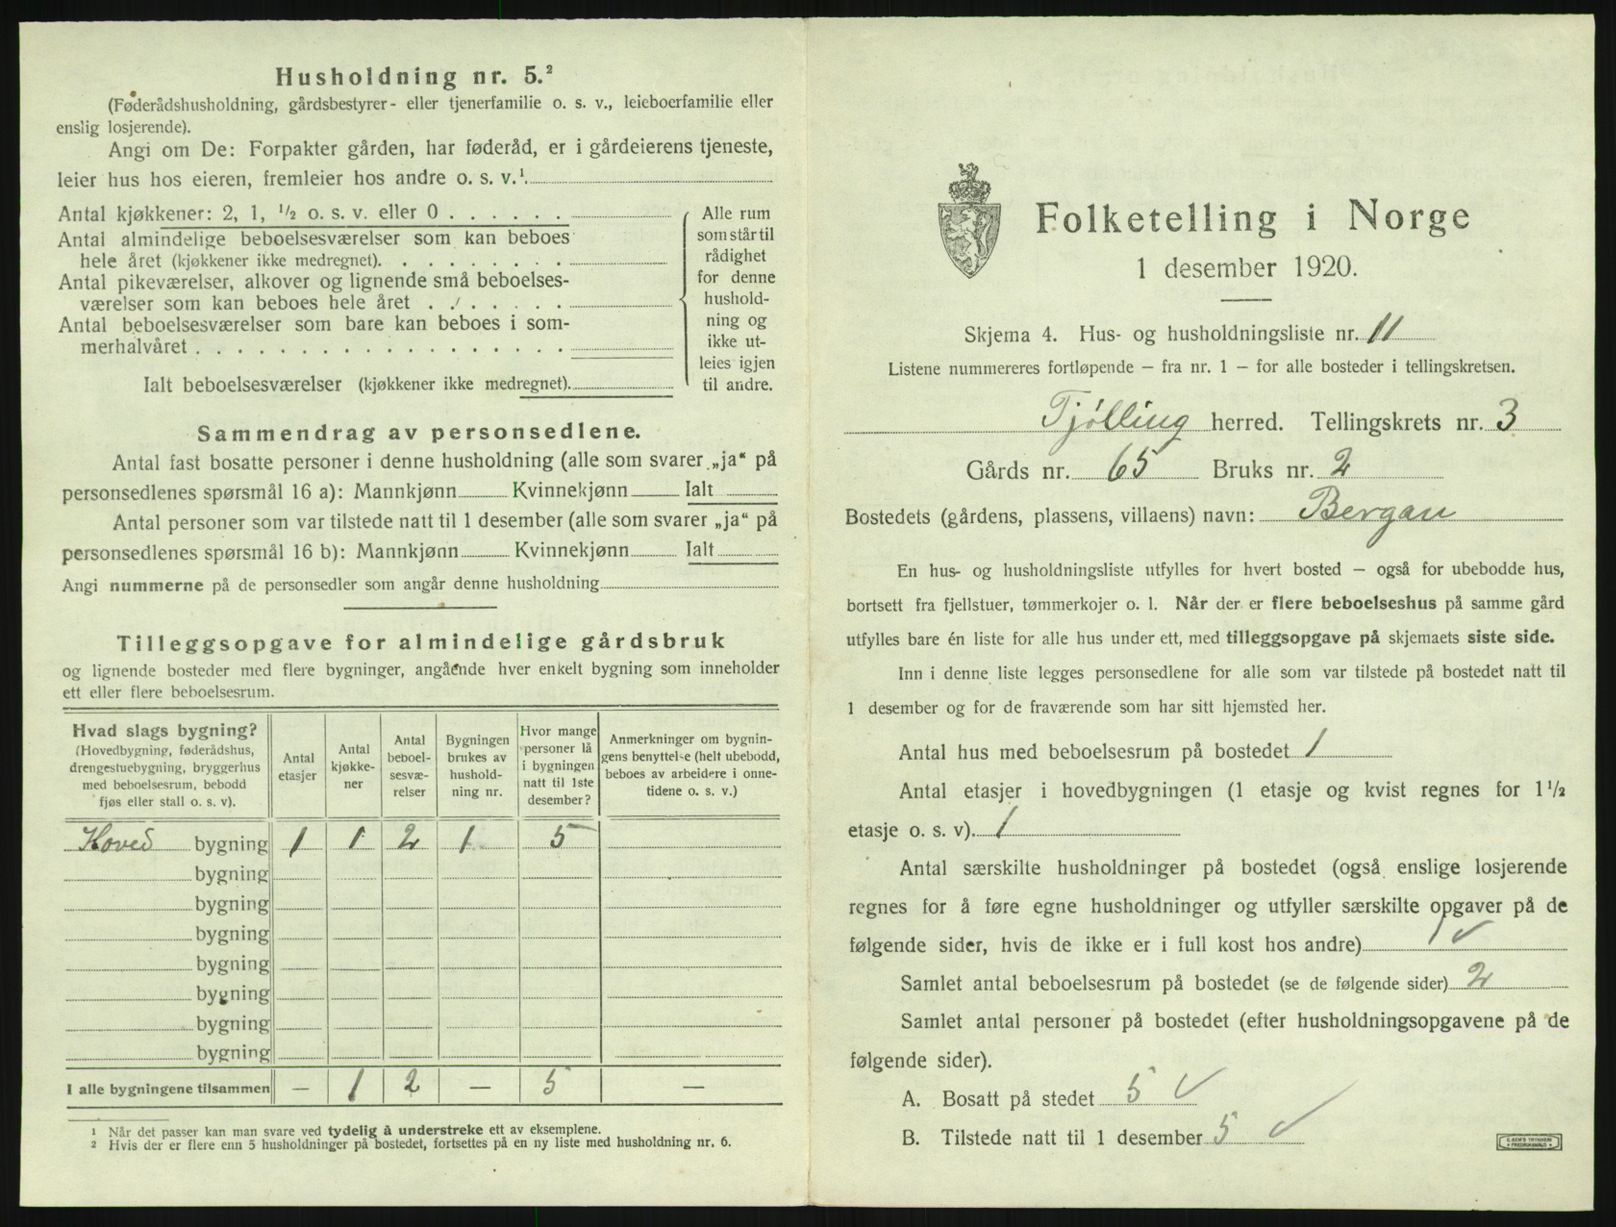 Husholdning nr. 5.²
(Føderådshusholdning, gårdsbestyrer- eller tjenerfamilie o. s. v., leieboerfamilie eller
enslig losjerende).
Angi om De: Forpakter gården, har føderåd, er i gårdeierens tjeneste,
leier hus hos eieren, fremleier hos andre o. s. v.¹.
Antal kjøkkener: 2, 1, ½ o. s. v. eller 0
Antal almindelige beboelsesværelser som kan beboes
hele året (kjøkkener ikke medregnet).
Antal pikeværelser, alkover og lignende små beboelses-
værelser som kan beboes hele året
Antal beboelsesværelser som bare kan beboes i som-
merhalvåret
Ialt beboelsesværelser (kjøkkener ikke medregnet).
Alle rum
som står til
rådighet
for denne
hushold-
ning og
ikke ut-
leies igjen
til andre.
Sammendrag av personsedlene.
Antal fast bosatte personer i denne husholdning (alle som svarer „ja“ på
personsedlenes spørsmål 16 a): Mannkjønn Kvinnekjønn Ialt
Antal personer som var tilstede natt til 1 desember (alle som svarer „ja“ på
personsedlenes spørsmål 16 b): Mannkjønn Kvinnekjønn Ialt
Angi nummerne på de personsedler som angår denne husholdning
Tilleggsopgave for almindelige gårdsbruk
og lignende bosteder med flere bygninger, angående hver enkelt bygning som inneholder
ett eller flere beboelsesrum.
Hvad slags bygning?
(Hovedbygning, føderådshus,
drengestuebygning, bryggerhus
med beboelsesrum, bebodd
fjøs eller stall o. s. v).
Antal
etasjer
Antal
kjøkke-
ner
Antal
beboel-
sesvæ-
relser
Bygningen
brukes av
hushold-
ning nr.
Hvor mange
personer lå
i bygningen
natt til 1ste
desember?
Anmerkninger om bygnin-
gens benyttelse (helt ubebodd,
beboes av arbeidere i onne-
tidene o. s. v.)
Hoved bygning 1 1 2 1 5
bygning
bygning
bygning
bygning
bygning
bygning
bygning
I alle bygningene tilsammen — 1 2 — 5 —
¹ Når det passer kan man svare ved tydelig å understreke ett av eksemplene.
² Hvis der er flere enn 5 husholdninger på bostedet, fortsettes på en ny liste med husholdning nr. 6.
Folketelling i Norge
1 desember 1920.
Skjema 4. Hus- og husholdningsliste nr. 11
Listene nummereres fortløpende – fra nr. 1 – for alle bosteder i tellingskretsen.
Tjølling herred. Tellingskrets nr. 3
Gårds nr. 65 Bruks nr. 2
Bostedets (gårdens, plassens, villaens) navn: Bergan
En hus- og husholdningsliste utfylles for hvert bosted – også for ubebodde hus,
bortsett fra fjellstuer, tømmerkojer o. l. Når der er flere beboelseshus på samme gård
utfylles bare én liste for alle hus under ett, med tilleggsopgave på skjemaets siste side.
Inn i denne liste legges personsedlene for alle som var tilstede på bostedet natt til
1 desember og for de fraværende som har sitt hjemsted her.
Antal hus med beboelsesrum på bostedet 1
Antal etasjer i hovedbygningen (1 etasje og kvist regnes for 1½
etasje o. s. v). 1
Antal særskilte husholdninger på bostedet (også enslige losjerende
regnes for å føre egne husholdninger og utfyller særskilte opgaver på de
følgende sider, hvis de ikke er i full kost hos andre) 1 ✓
Samlet antal beboelsesrum på bostedet (se de følgende sider) 2
Samlet antal personer på bostedet (efter husholdningsopgavene på de
følgende sider).
A. Bosatt på stedet 5 ✓
B. Tilstede natt til 1 desember 5 ✓